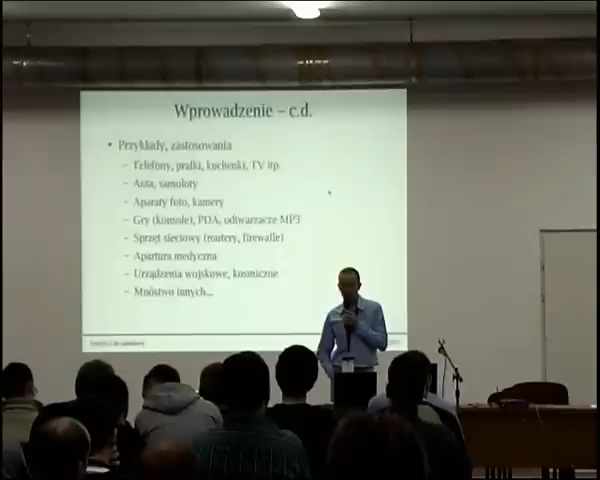 Wprowadzenie – c.d.
• Przykłady, zastosowania
– Telefony, pralki, kuchenki, TV itp.
– Auta, samoloty
– Aparaty foto, kamery
– Gry (konsole), PDA, odtwarzacze MP3
– Sprzęt sieciowy (routery, firewalle)
– Apartura medyczna
– Urządzenia wojskowe, kosmiczne
– Mnóstwo innych...